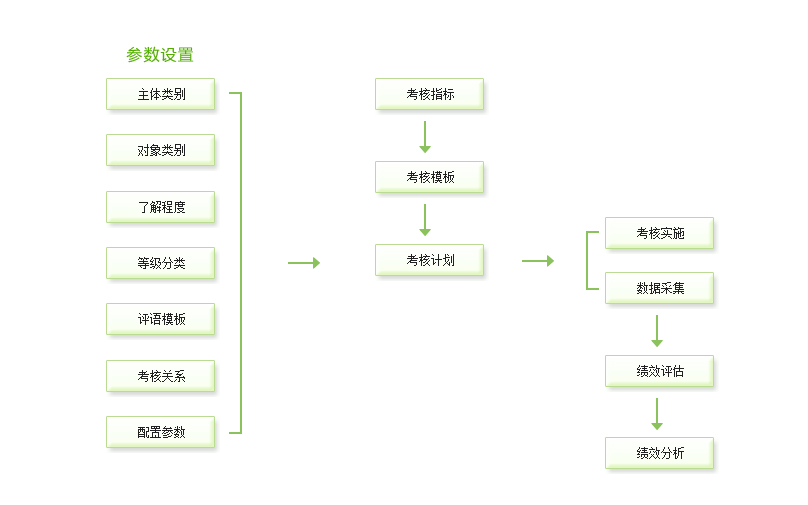 参数设置
主体类别
对象类别
了解程度
等级分类
评语模板
考核关系
配置参数
考核指标
考核模板
考核计划
考核实施
数据采集
绩效评估
绩效分析